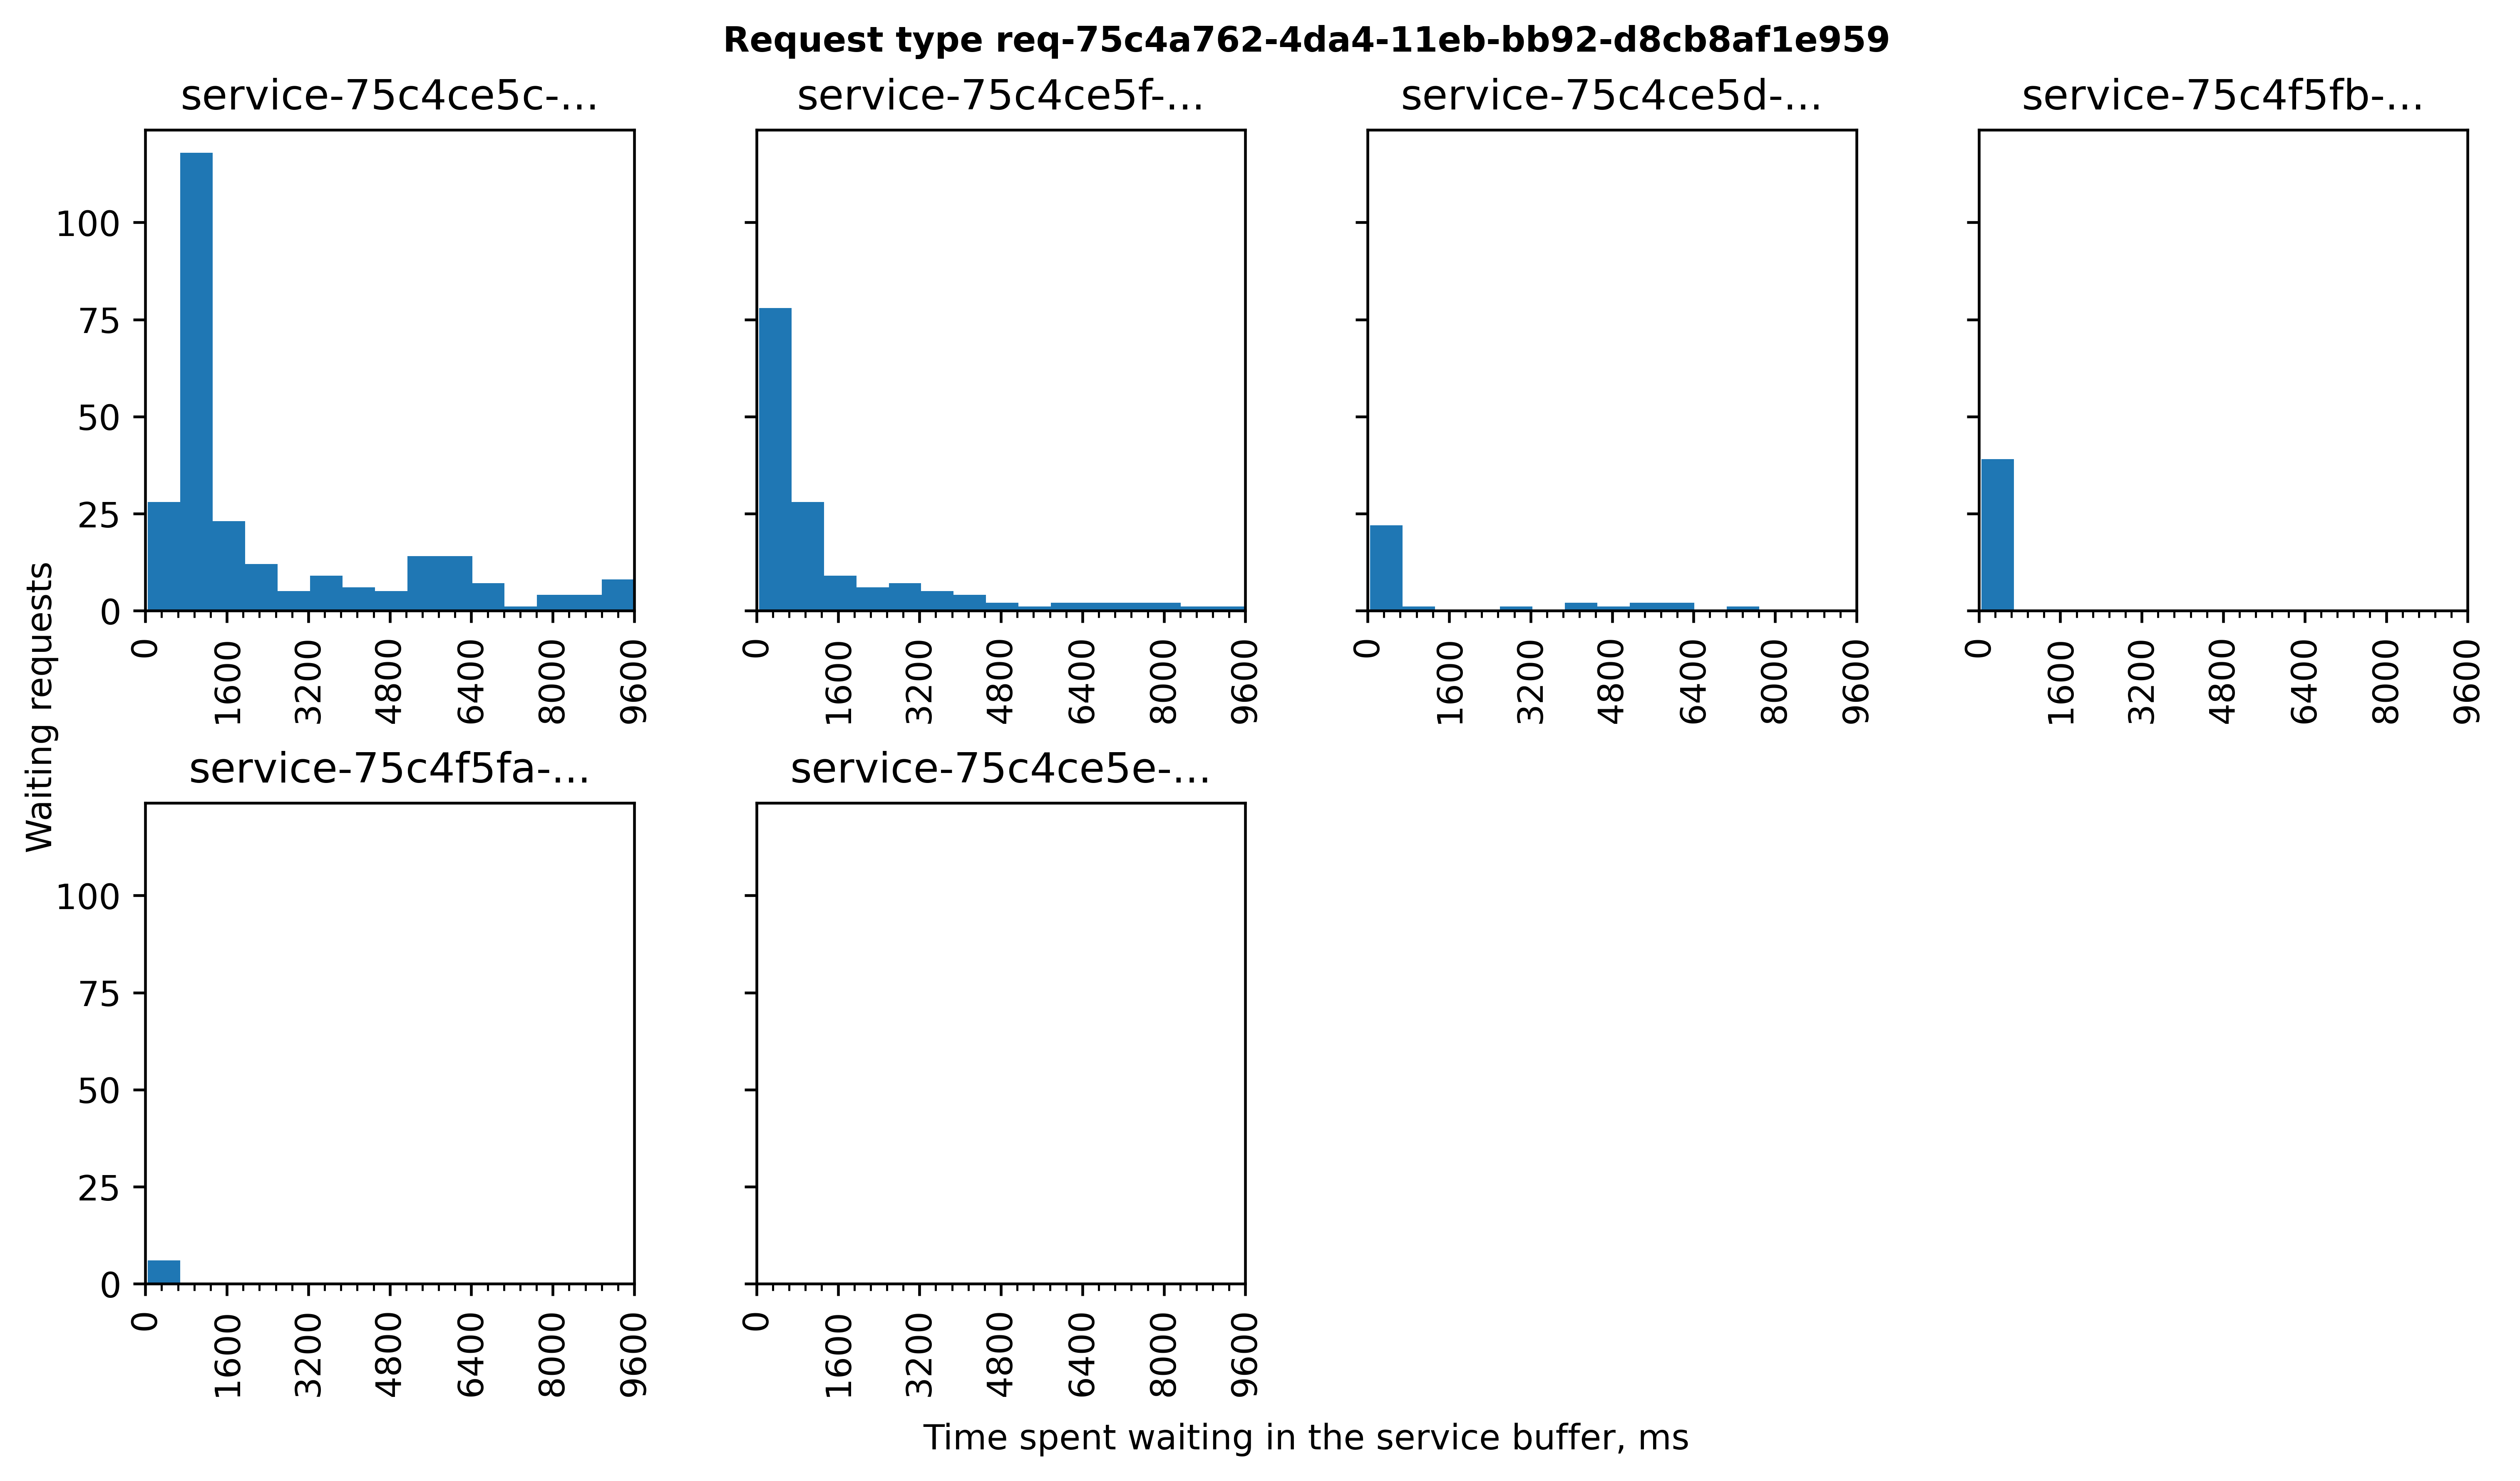 Request type req-75c4a762-4da4-11eb-bb92-d8cb8af1e959
service-75c4ce5c-...
service-75c4ce5f-...
service-75c4ce5d-...
service-75c4f5fb-...
100
75
50
25
0
0 1600 3200 4800 6400 8000 9600
0 1600 3200 4800 6400 8000 9600
0 1600 3200 4800 6400 8000 9600
0 1600 3200 4800 6400 8000 9600
Waiting requests
service-75c4f5fa-...
service-75c4ce5e-...
100
75
50
25
0
0 1600 3200 4800 6400 8000 9600
0 1600 3200 4800 6400 8000 9600
Time spent waiting in the service buffer, ms